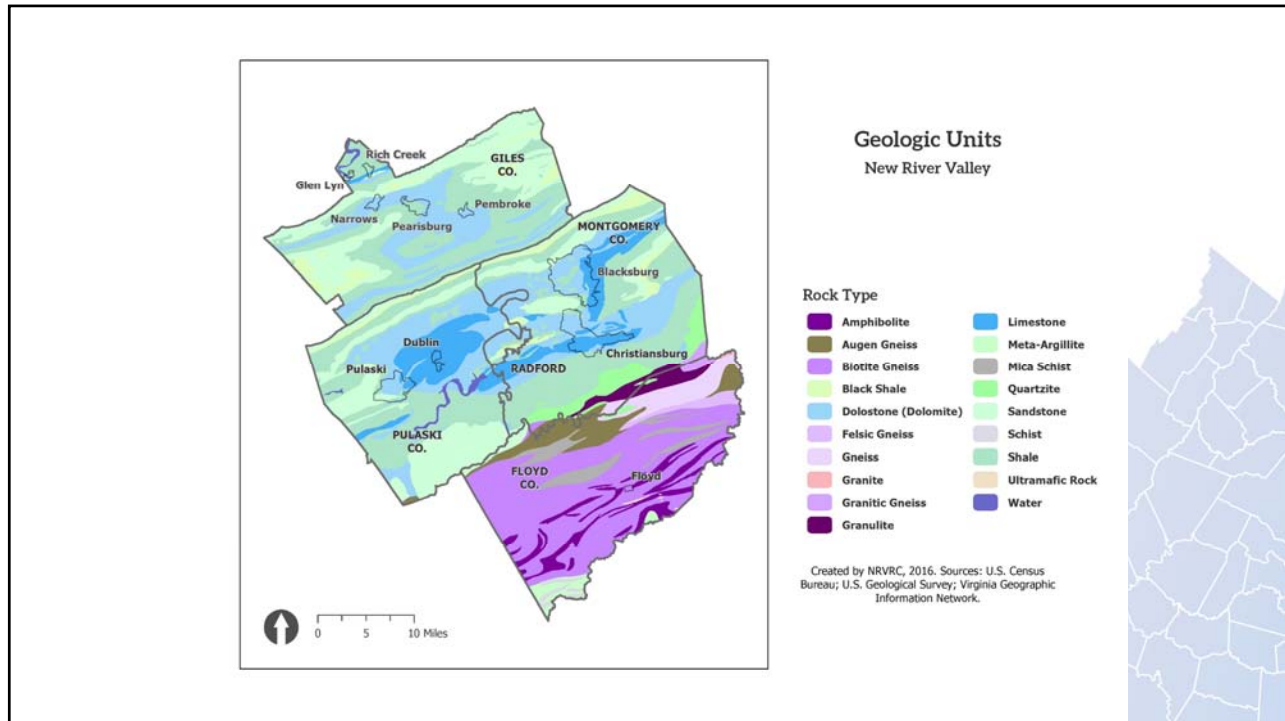 Geologic Units
New River Valley
Rich Creek
GILES
CO.
Glen Lyn
Narrows
Pembroke
Pearisburg
MONTGOMERY
CO.
Blacksburg
Dublin
Christiansburg
Pulaski
RADFORD
PULASKI
CO.
FLOYD
CO.
Floyd
0 5 10 Miles
Rock Type
Amphibolite
Augen Gneiss
Biotite Gneiss
Black Shale
Dolostone (Dolomite)
Felsic Gneiss
Gneiss
Granite
Granitic Gneiss
Granulite
Limestone
Meta-Argillite
Mica Schist
Quartzite
Sandstone
Schist
Shale
Ultramafic Rock
Water
Created by NRVRC, 2016. Sources: U.S. Census
Bureau; U.S. Geological Survey; Virginia Geographic
Information Network.